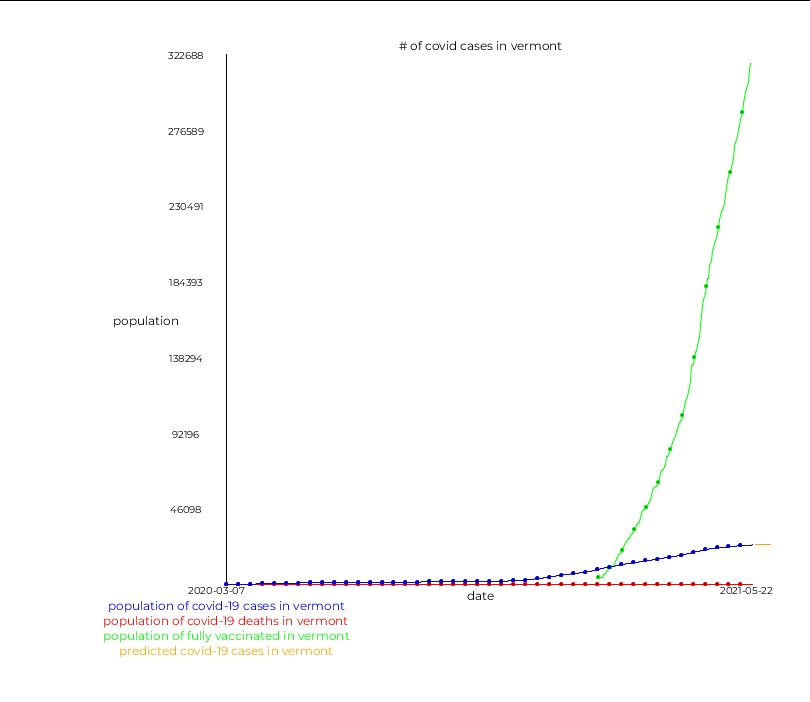 # of covid cases in vermont
322688
276589
230491
184393
population
138294
92196
46098
2020-03-07
2021-05-22
date
population of covid-19 cases in vermont
population of covid-19 deaths in vermont
population of fully vaccinated in vermont
predicted covid-19 cases in vermont